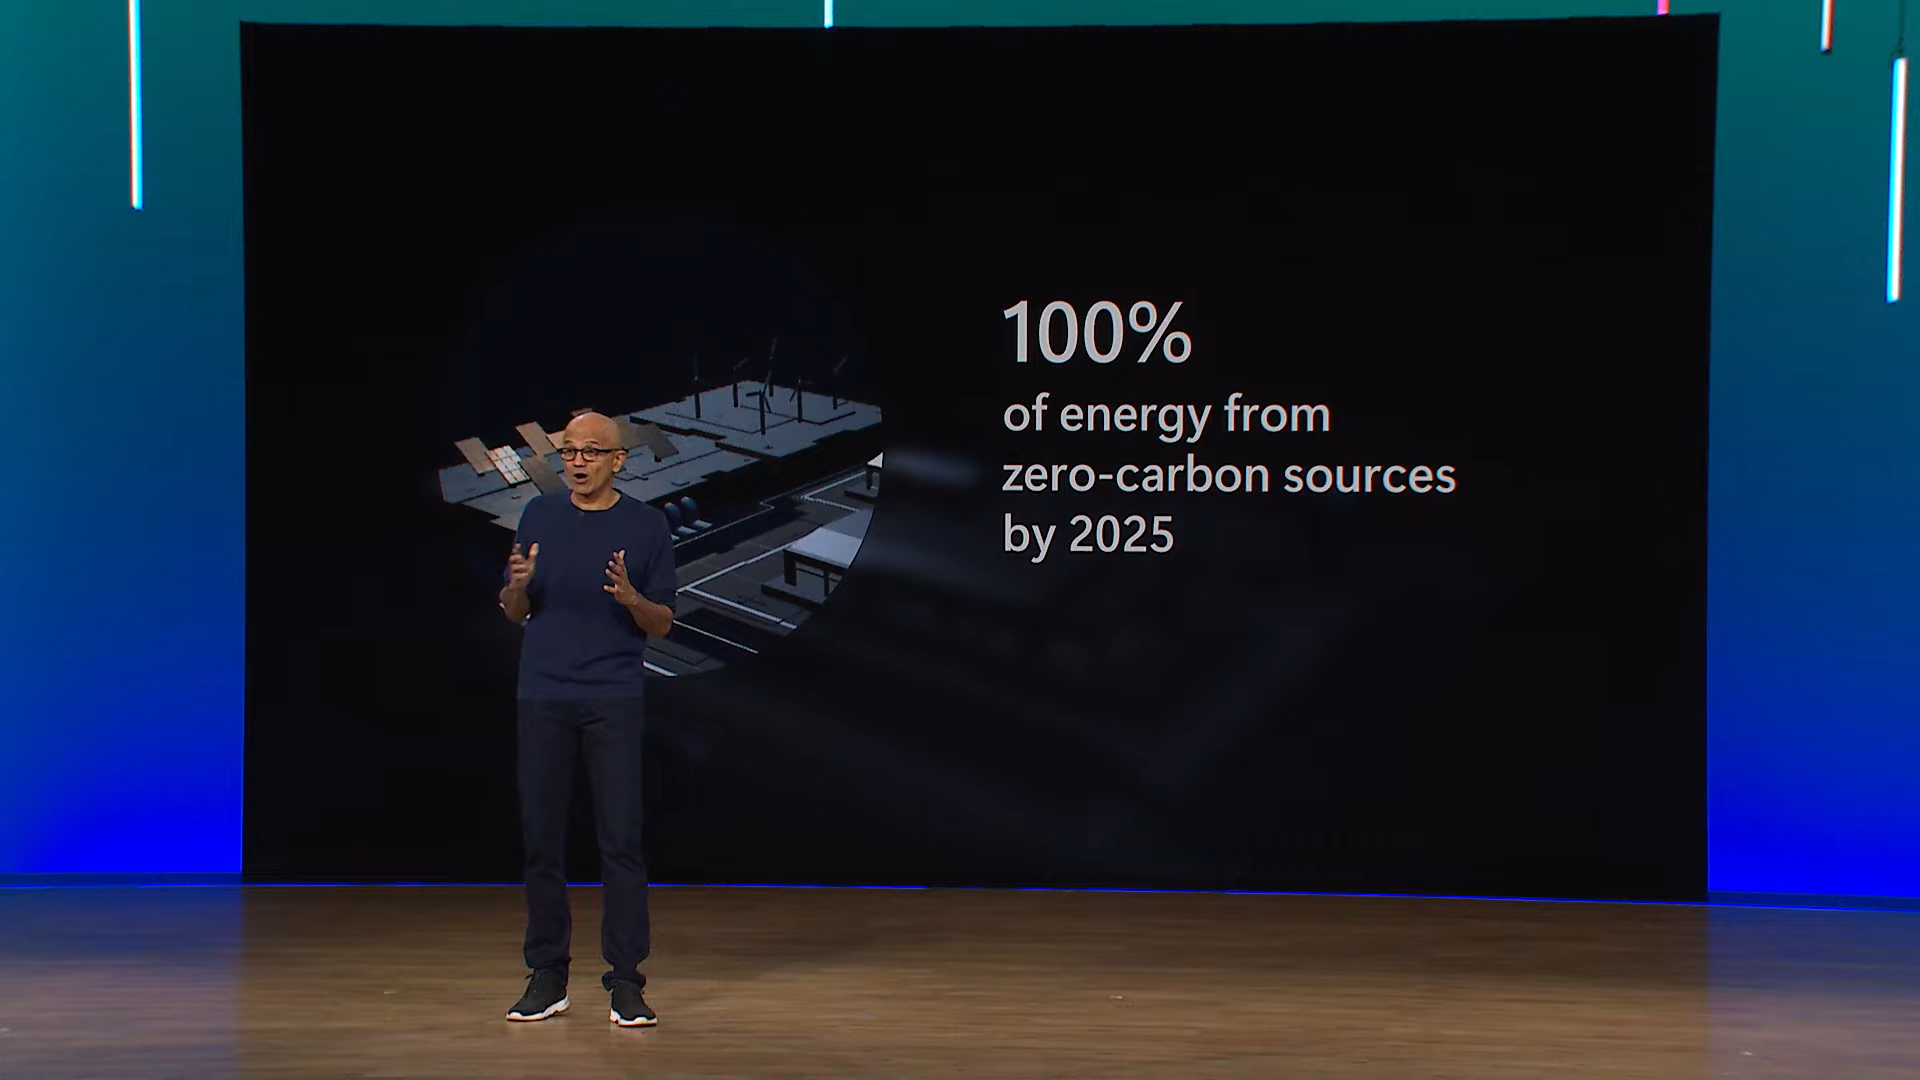 100%
of energy from
zero-carbon sources
by 2025